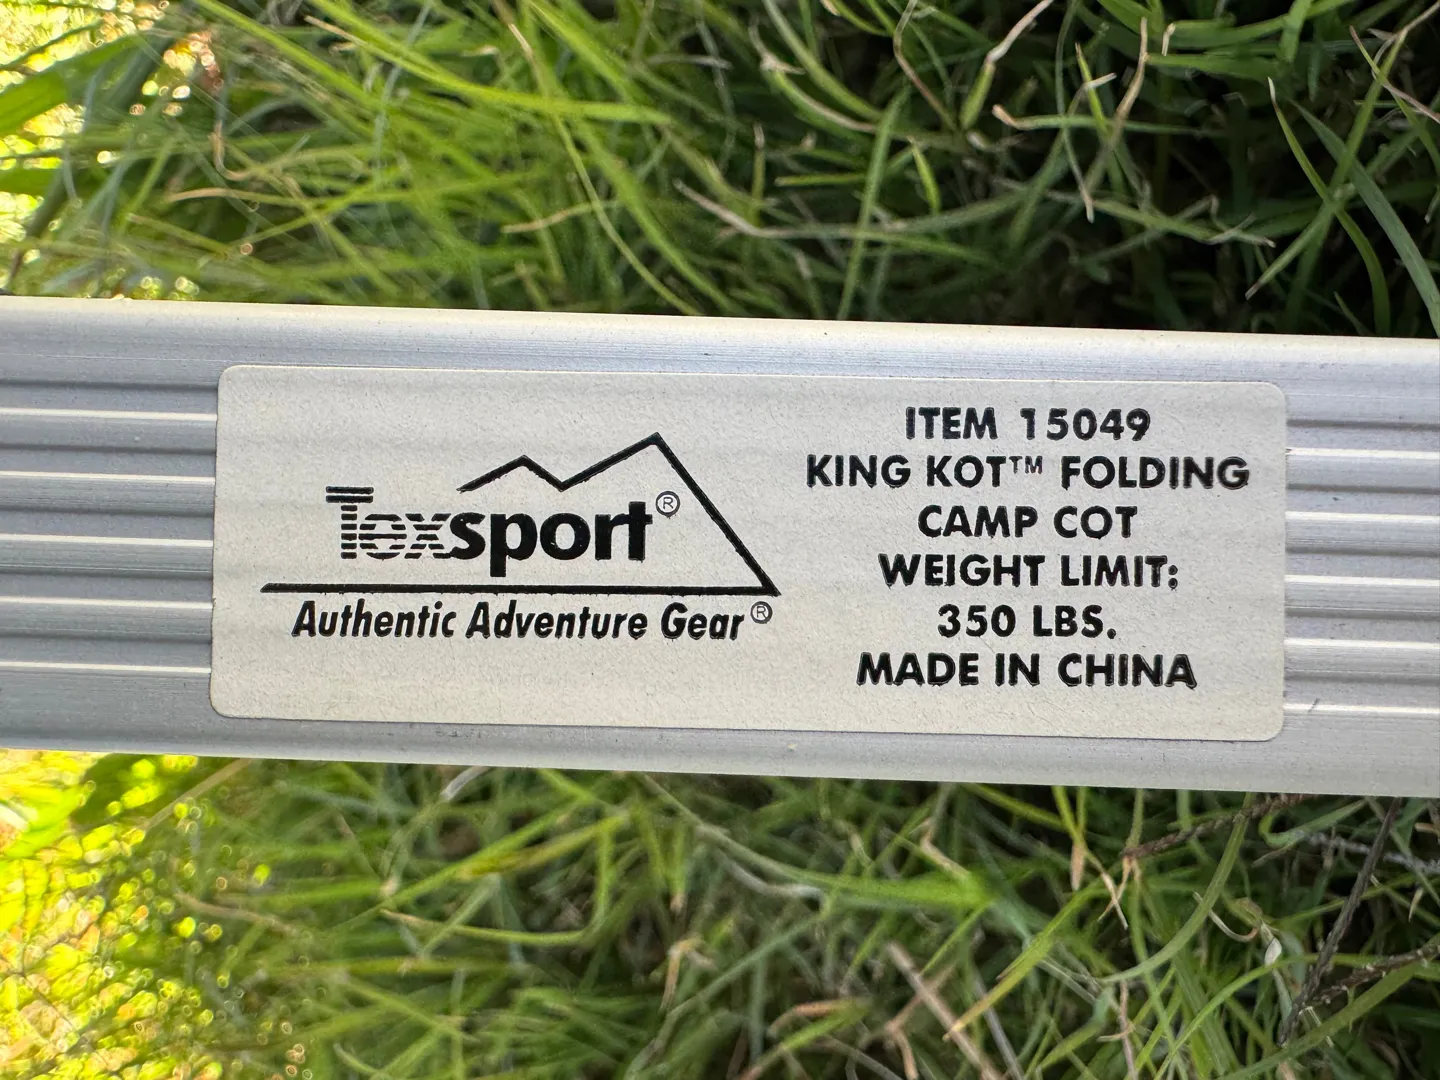 Texsport®
Authentic Adventure Gear®
ITEM 15049
KING KOT™ FOLDING
CAMP COT
WEIGHT LIMIT:
350 LBS.
MADE IN CHINA